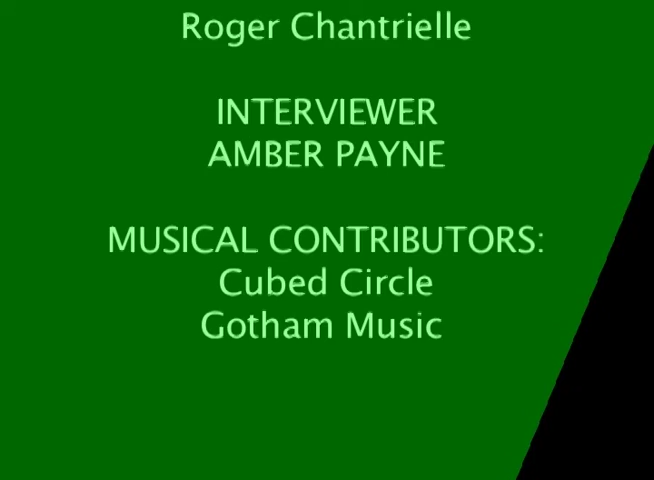 Roger Chantrielle
INTERVIEWER
AMBER PAYNE
MUSICAL CONTRIBUTORS:
Cubed Circle
Gotham Music